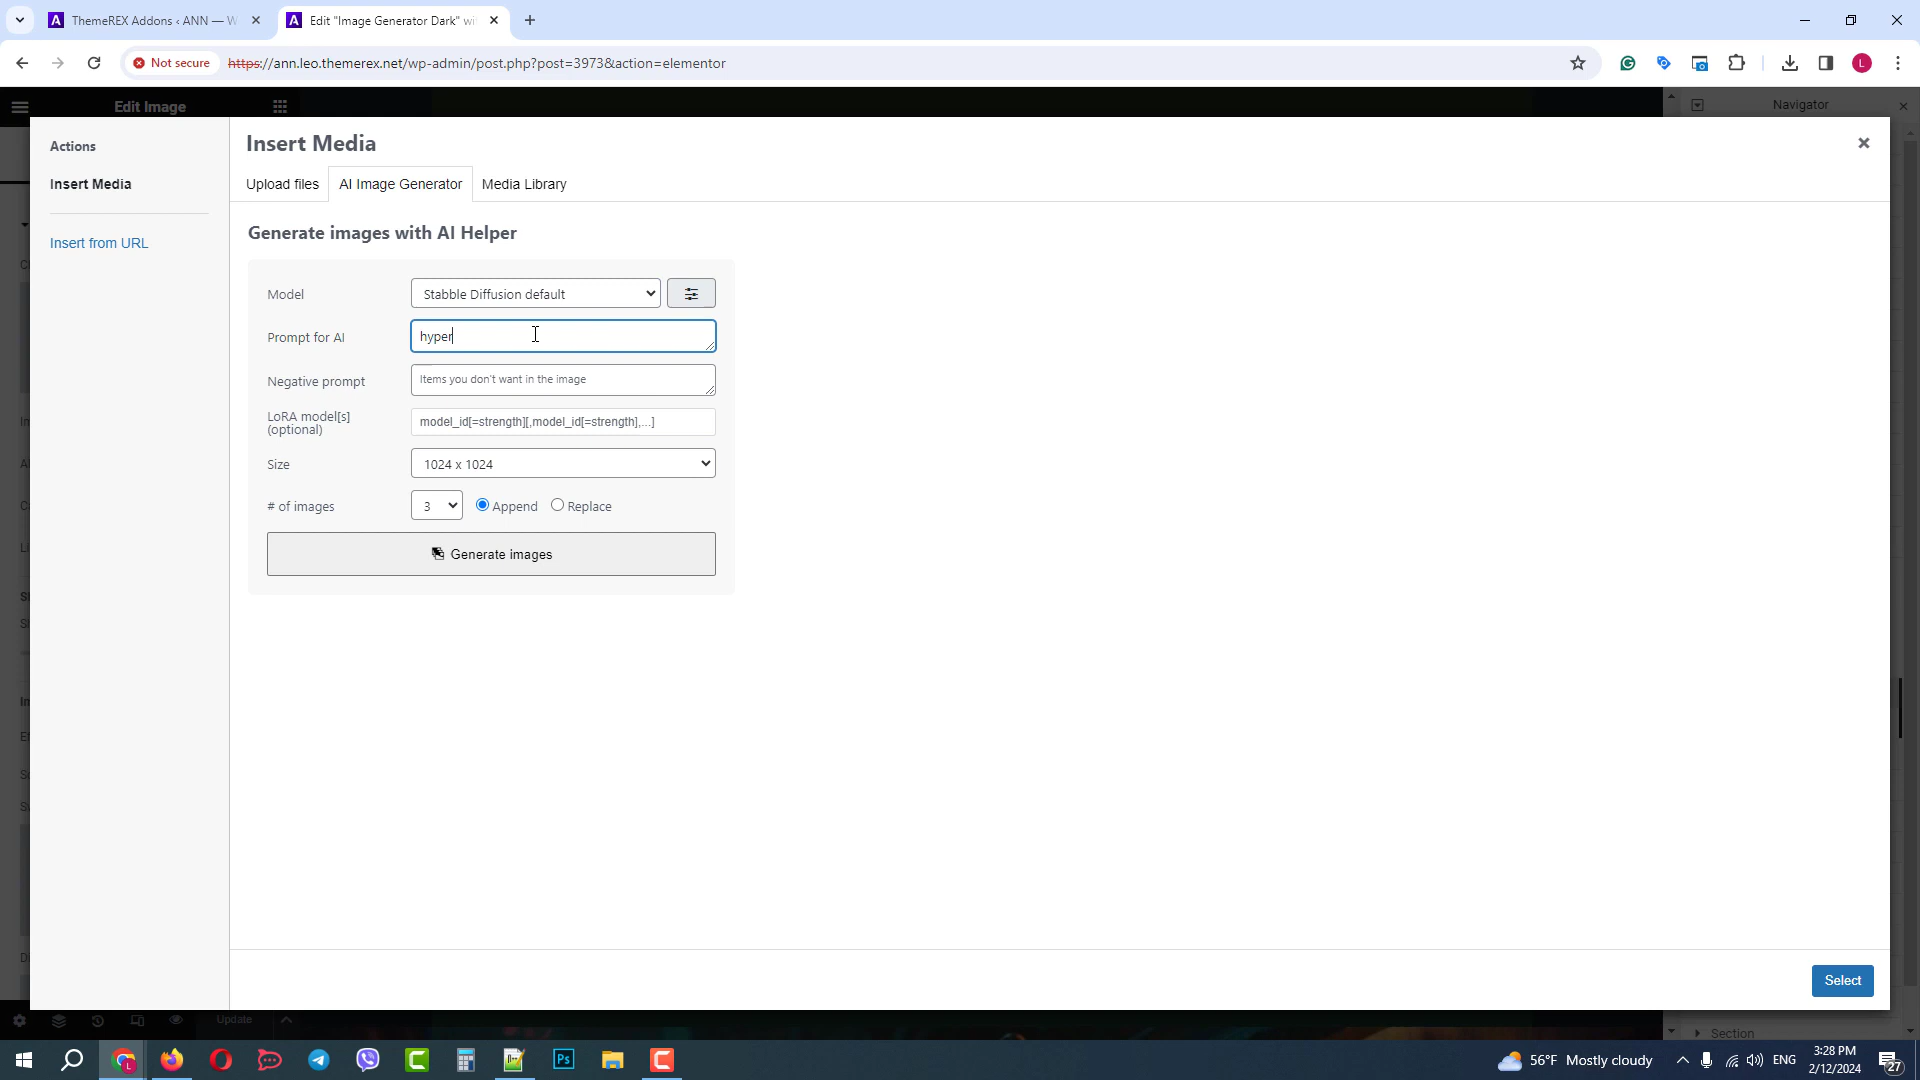 ThemeREX Addons ‹ ANN — W
Edit "Image Generator Dark" wi
Not secure
https://ann.leo.themerex.net/wp-admin/post.php?post=3973&action=elementor
Edit Image
Navigator
Actions
Insert Media
Insert from URL
Insert Media
Upload files
AI Image Generator
Media Library
Generate images with AI Helper
Model
Stabble Diffusion default
Prompt for AI
hyper
Negative prompt
Items you don't want in the image
LoRA model[s]
(optional)
model_id[=strength][,model_id[=strength],...]
Size
1024 x 1024
# of images
3
Append
Replace
Generate images
Select
Update
Section
56°F Mostly cloudy
ENG
3:28 PM
2/12/2024
27